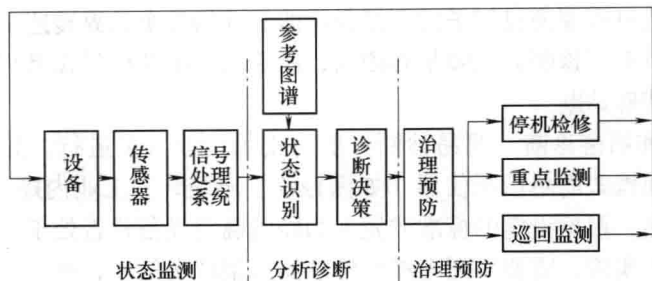 参考图谱
设备
传感器
信号处理系统
状态识别
诊断决策
治理预防
停机检修
重点监测
巡回监测
状态监测
分析诊断
治理预防